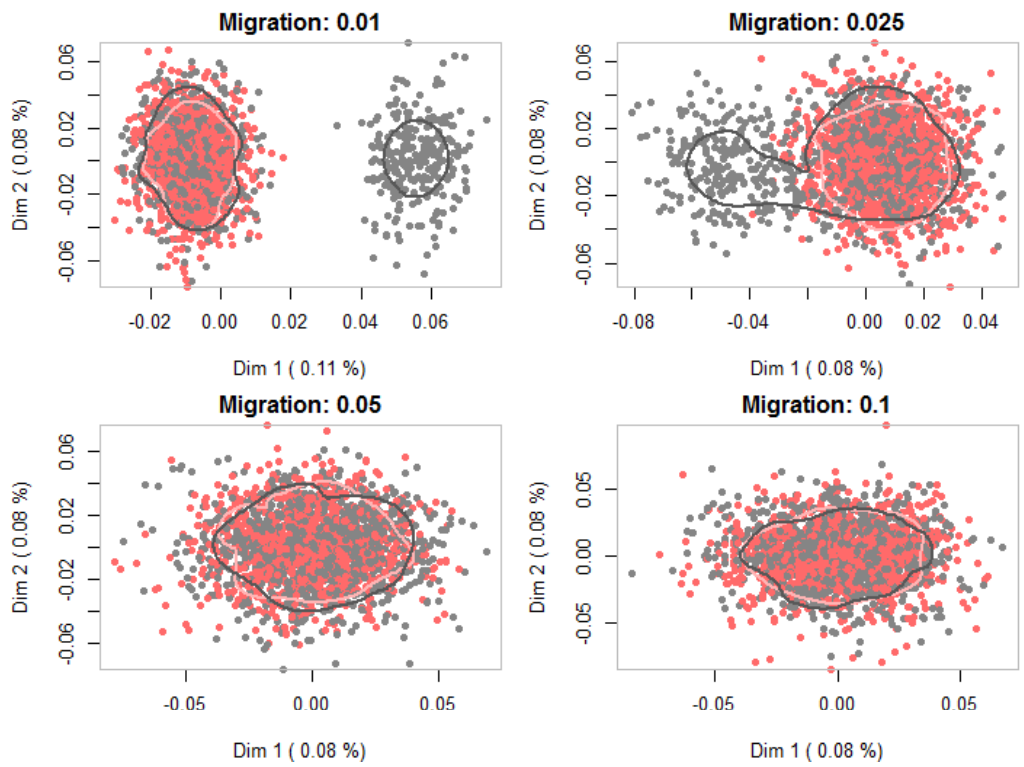 Migration: 0.01
0.06
0.02
-0.02
-0.06
Dim 2 ( 0.08 %)
-0.02 0.00 0.02 0.04 0.06
Dim 1 ( 0.11 %)
Migration: 0.025
0.06
0.02
-0.02
-0.06
Dim 2 ( 0.08 %)
-0.08 -0.04 0.00 0.02 0.04
Dim 1 ( 0.08 %)
Migration: 0.05
0.06
0.02
-0.02
-0.06
Dim 2 ( 0.08 %)
-0.05 0.00 0.05
Dim 1 ( 0.08 %)
Migration: 0.1
0.05
0.00
-0.05
Dim 2 ( 0.08 %)
-0.05 0.00 0.05
Dim 1 ( 0.08 %)